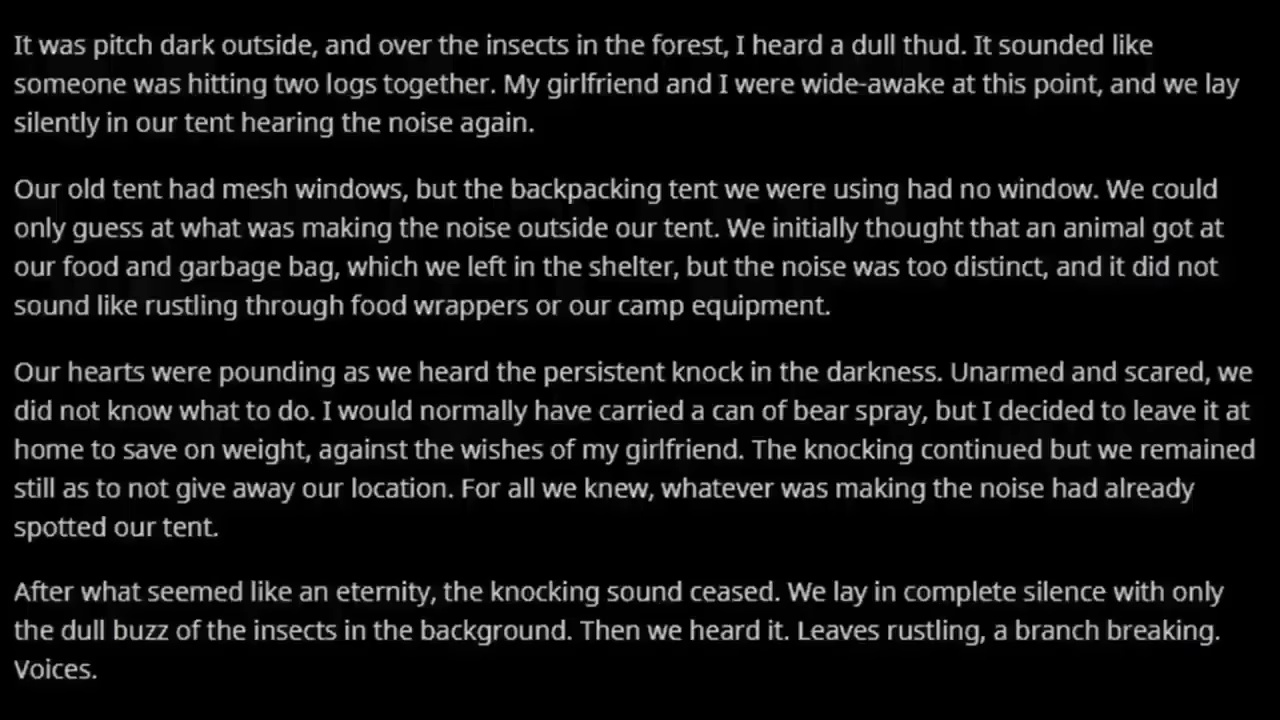 It was pitch dark outside, and over the insects in the forest, I heard a dull thud. It sounded like
someone was hitting two logs together. My girlfriend and I were wide-awake at this point, and we lay
silently in our tent hearing the noise again.
Our old tent had mesh windows, but the backpacking tent we were using had no window. We could
only guess at what was making the noise outside our tent. We initially thought that an animal got at
our food and garbage bag, which we left in the shelter, but the noise was too distinct, and it did not
sound like rustling through food wrappers or our camp equipment.
Our hearts were pounding as we heard the persistent knock in the darkness. Unarmed and scared, we
did not know what to do. I would normally have carried a can of bear spray, but I decided to leave it at
home to save on weight, against the wishes of my girlfriend. The knocking continued but we remained
still as to not give away our location. For all we knew, whatever was making the noise had already
spotted our tent.
After what seemed like an eternity, the knocking sound ceased. We lay in complete silence with only
the dull buzz of the insects in the background. Then we heard it. Leaves rustling, a branch breaking.
Voices.